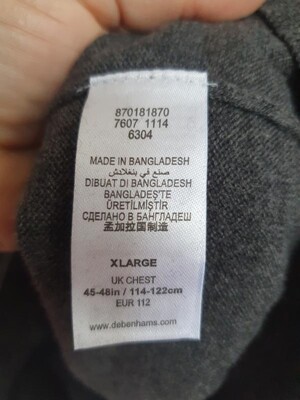 870181870
7607 1114
6304
MADE IN BANGLADESH
صنع في بنغلادش
DIBUAT DI BANGLADESH
BANGLADEŞ'TE
ÜRETİLMİŞTİR
СДЕЛАНО В БАНГЛАДЕШ
孟加拉国制造
XLARGE
UK CHEST
45-48in / 114-122cm
EUR 112
www.debenhams.com